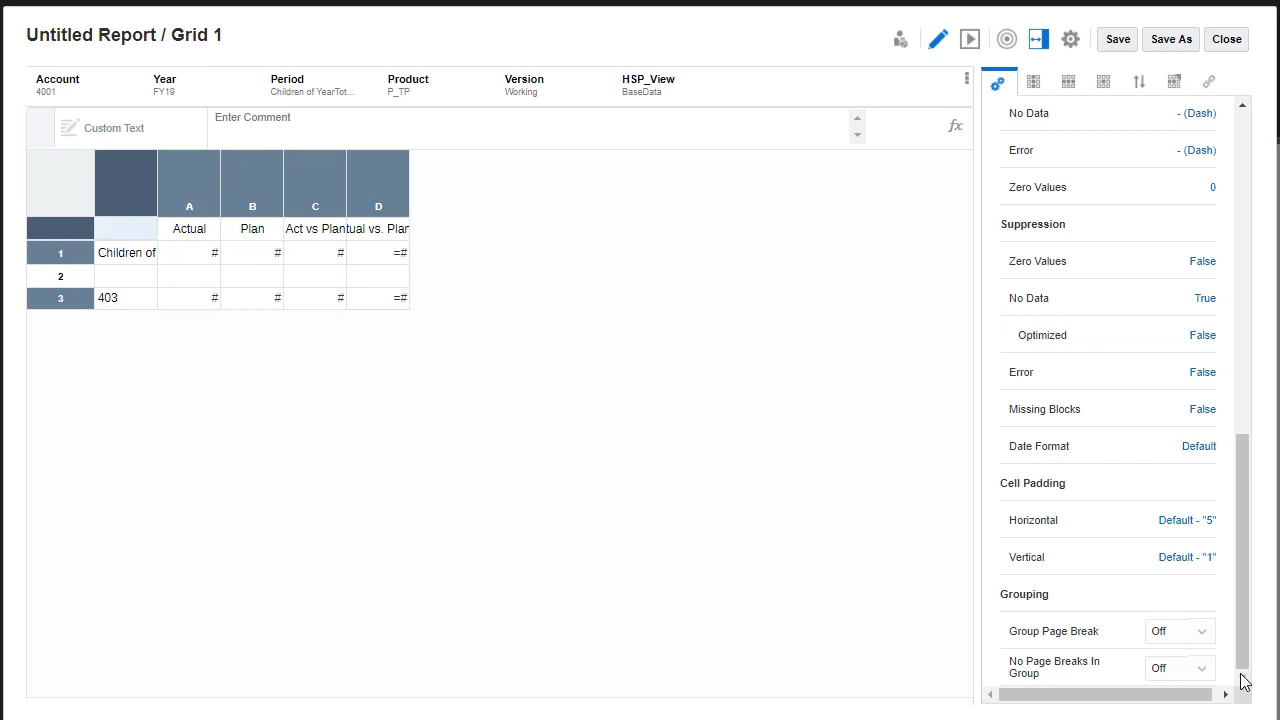 Untitled Report / Grid 1
Save
Save As
Close
Account
Year
Period
Product
Version
HSP_View
4001
FY19
Children of YearTot...
P_TP
Working
BaseData
Custom Text
Enter Comment
fx
A
B
C
D
Actual
Plan
Act vs Plan
tual vs. Plan
1
Children of
#
#
#
=#
2
3
403
#
#
#
=#
No Data
- (Dash)
Error
- (Dash)
Zero Values
0
Suppression
Zero Values
False
No Data
True
Optimized
False
Error
False
Missing Blocks
False
Date Format
Default
Cell Padding
Horizontal
Default - "5"
Vertical
Default - "1"
Grouping
Group Page Break
Off
No Page Breaks In
Group
Off